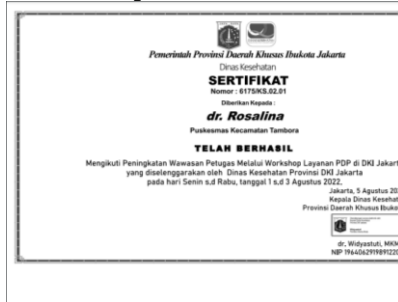 Pemerintah Provinsi Daerah Khusus Ibukota Jakarta
Dinas Kesehatan
SERTIFIKAT
Nomor : 6175/KS.02.01
Diberikan Kepada :
dr. Rosalina
Puskesmas Kecamatan Tambora
TELAH BERHASIL
Mengikuti Peningkatan Wawasan Petugas Melalui Workshop Layanan PDP di DKI Jakart
yang diselenggarakan oleh Dinas Kesehatan Provinsi DKI Jakarta
pada hari Senin s.d Rabu, tanggal 1 s.d 3 Agustus 2022.
Jakarta, 5 Agustus 20
Kepala Dinas Kesehat
Provinsi Daerah Khusus Ibuko
dr. Widyastuti, MKM
NIP 196406291989122